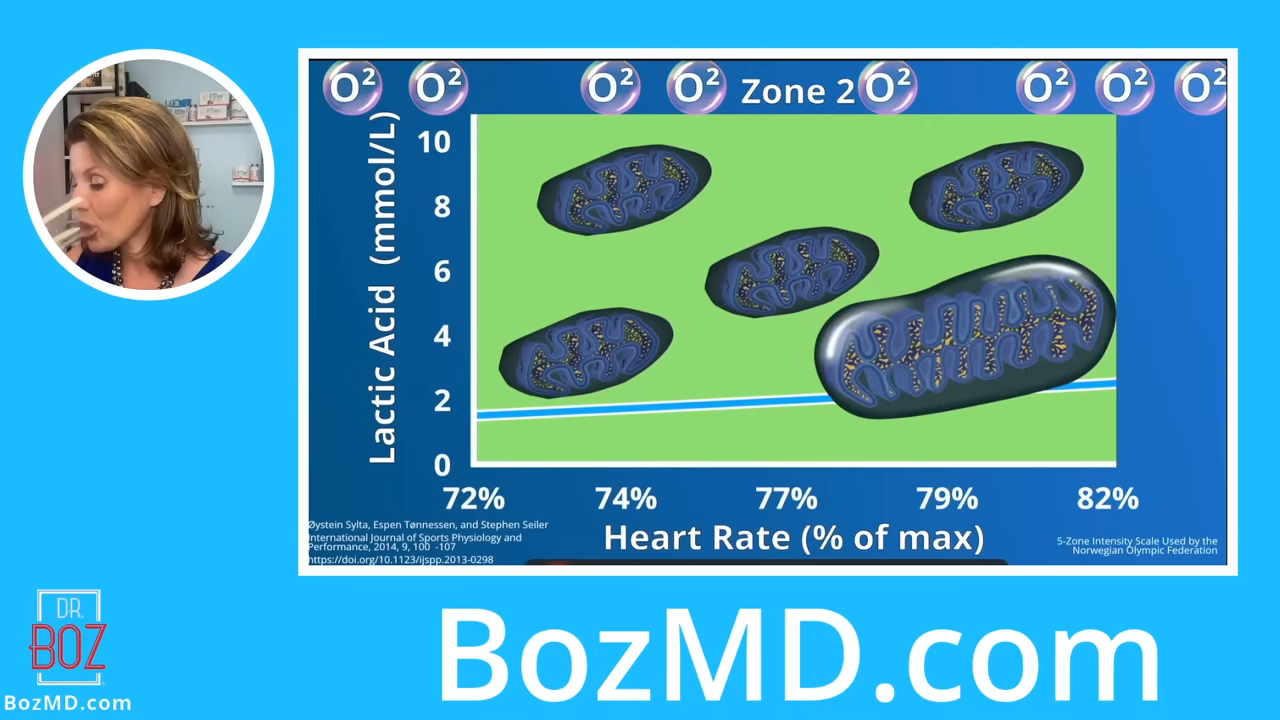 O²
O²
O²
O²
Zone 2
O²
O²
O²
O²
Lactic Acid (mmol/L)
10
8
6
4
2
0
72%
74%
77%
79%
82%
Heart Rate (% of max)
Øystein Sylta, Espen Tønnessen, and Stephen Seiler
International Journal of Sports Physiology and
Performance, 2014, 9, 100 -107
https://doi.org/10.1123/ijspp.2013-0298
5-Zone Intensity Scale Used by the
Norwegian Olympic Federation
DR.
BOZ
BozMD.com
BozMD.com